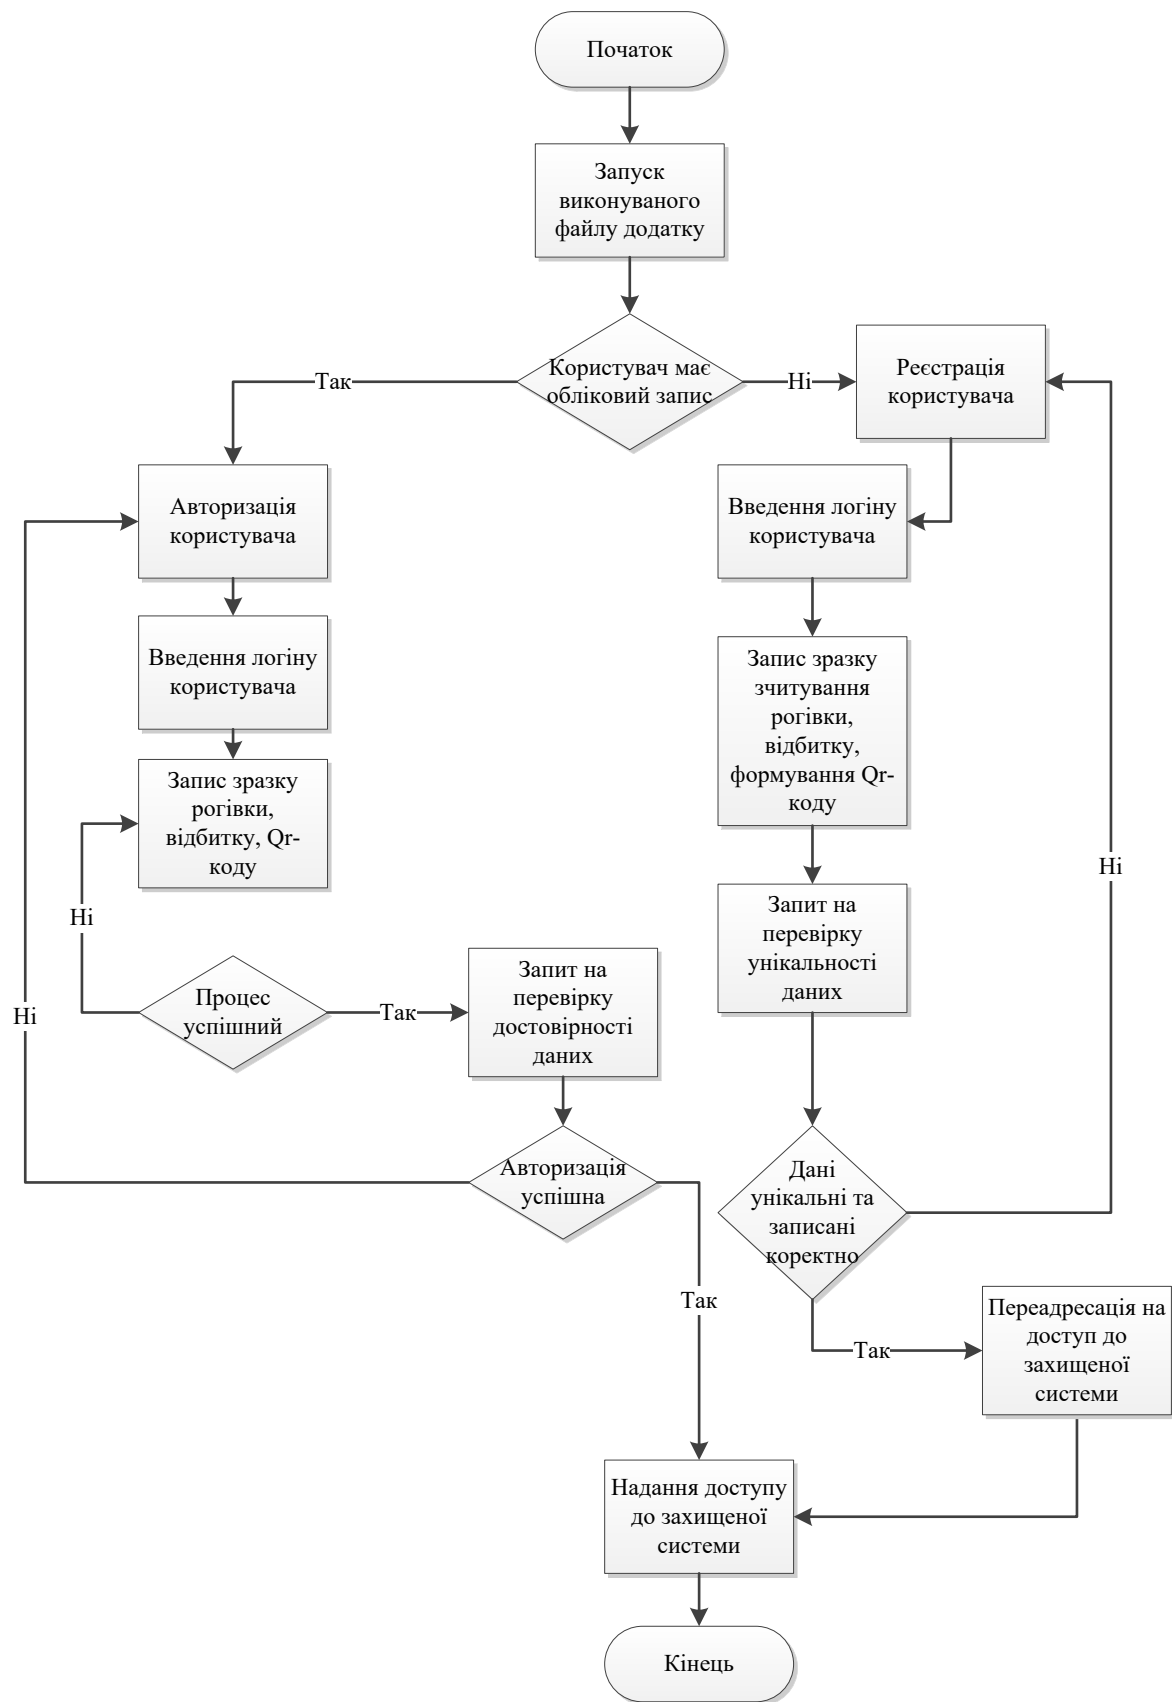 Початок
Запуск
виконуваного
файлу додатку
Користувач має
обліковий запис
Так
Ні
Реєстрація
користувача
Авторизація
користувача
Введення логіну
користувача
Введення логіну
користувача
Запис зразку
зчитування
рогівки,
відбитку,
формування Qr-
коду
Запис зразку
рогівки,
відбитку, Qr-
коду
Ні
Ні
Запит на
перевірку
унікальності
даних
Процес
успішний
Так
Запит на
перевірку
достовірності
даних
Ні
Авторизація
успішна
Дані
унікальні та
записані
коректно
Так
Так
Переадресація на
доступ до
захищеної
системи
Надання доступу
до захищеної
системи
Кінець